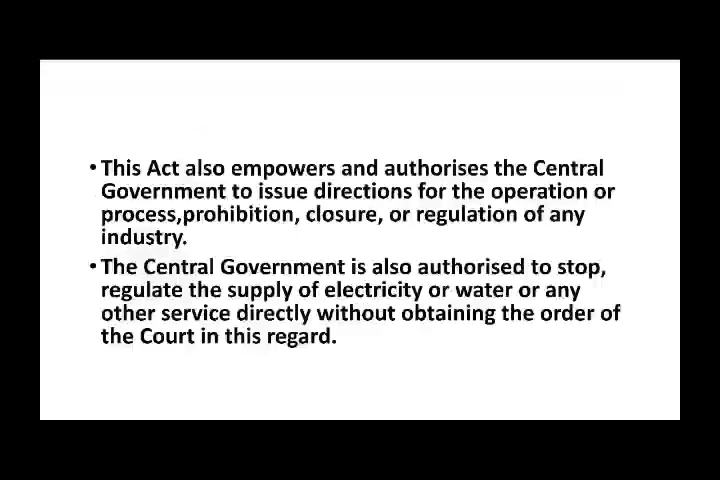 • This Act also empowers and authorises the Central
Government to issue directions for the operation or
process,prohibition, closure, or regulation of any
industry.
• The Central Government is also authorised to stop,
regulate the supply of electricity or water or any
other service directly without obtaining the order of
the Court in this regard.